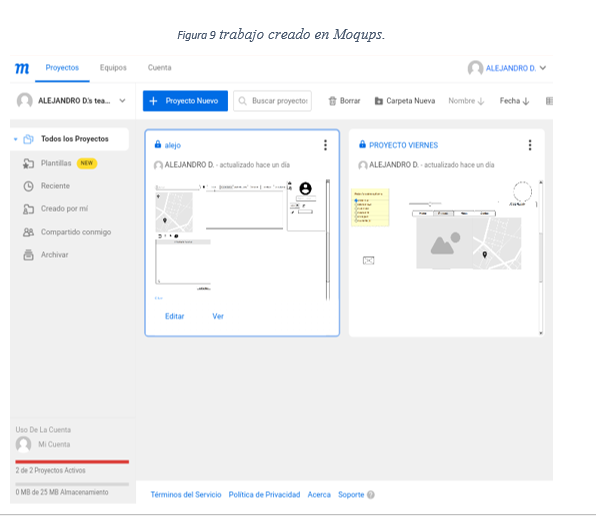 Figura 9 trabajo creado en Moqups.
m Proyectos Equipos Cuenta ALEJANDRO D.
ALEJANDRO D.'s tea... + Proyecto Nuevo Buscar proyectos Borrar Carpeta Nueva Nombre ↓ Fecha ↓
Todos los Proyectos
Plantillas NEW
Reciente
Creado por mí
Compartido conmigo
Archivar
alejo
ALEJANDRO D. - actualizado hace un día
Editar Ver
PROYECTO VIERNES
ALEJANDRO D. - actualizado hace un día
Uso De La Cuenta
Mi Cuenta
2 de 2 Proyectos Activos
0 MB de 25 MB Almacenamiento
Términos del Servicio Política de Privacidad Acerca Soporte